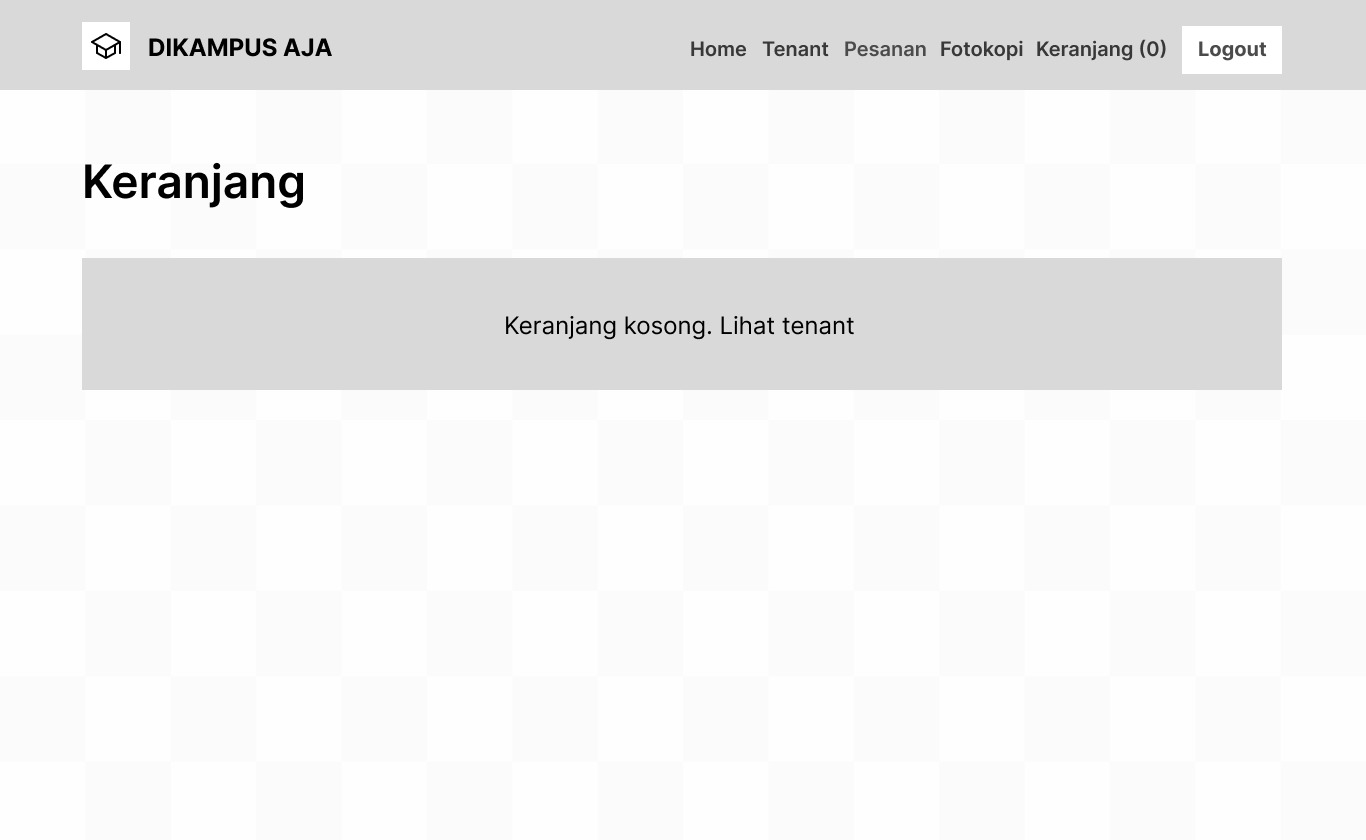 DIKAMPUS AJA
Home Tenant Pesanan Fotokopi Keranjang (0) Logout
Keranjang
Keranjang kosong. Lihat tenant